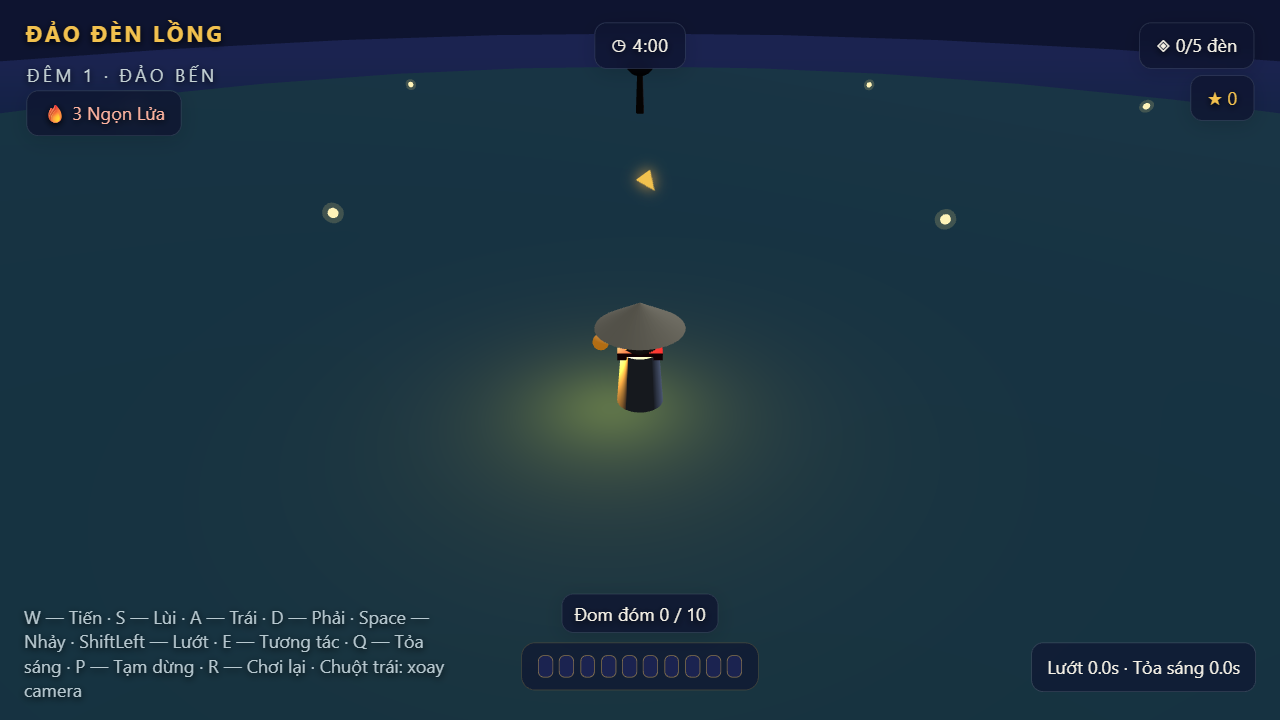 ĐẢO ĐÈN LỒNG
ĐÊM 1 · ĐẢO BẾN
🔥 3 Ngọn Lửa
◷ 4:00
◈ 0/5 đèn
★ 0
W — Tiến · S — Lùi · A — Trái · D — Phải · Space —
Nhảy · ShiftLeft — Lướt · E — Tương tác · Q — Tỏa
sáng · P — Tạm dừng · R — Chơi lại · Chuột trái: xoay
camera
Đom đóm 0 / 10
Lướt 0.0s · Tỏa sáng 0.0s